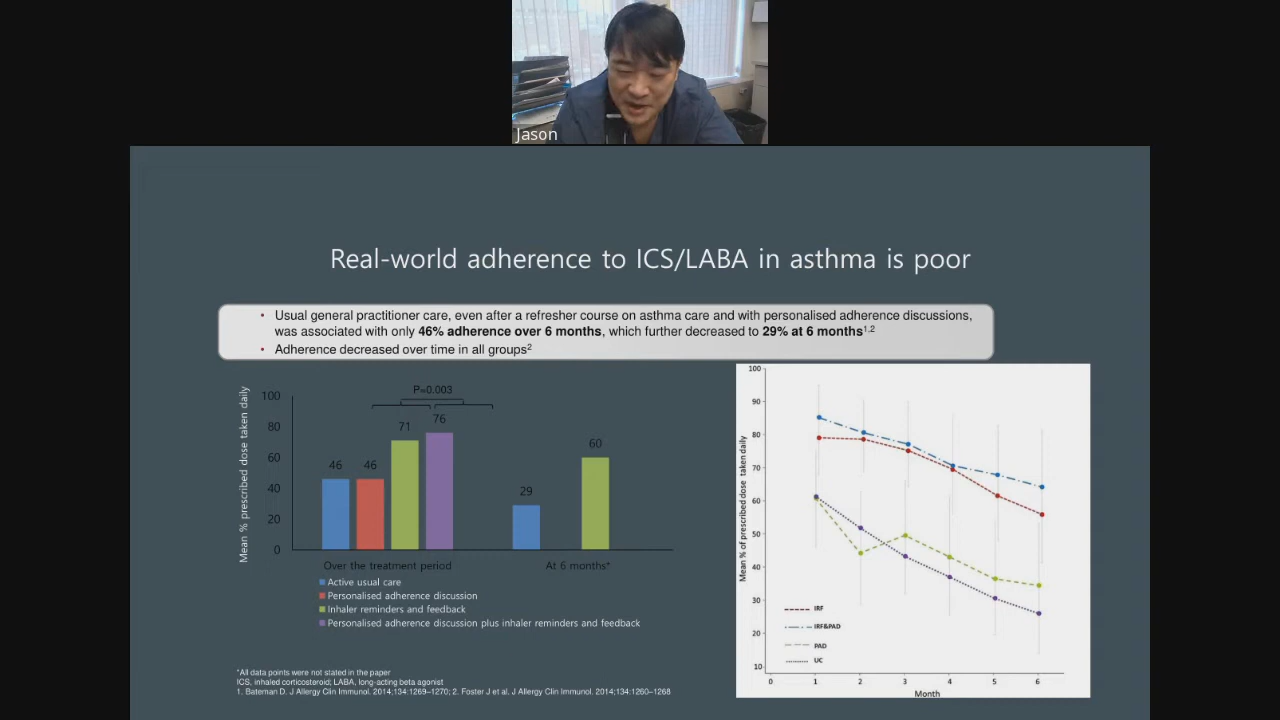 Jason
Real-world adherence to ICS/LABA in asthma is poor
• Usual general practitioner care, even after a refresher course on asthma care and with personalised adherence discussions,
was associated with only 46% adherence over 6 months, which further decreased to 29% at 6 months1,2
• Adherence decreased over time in all groups2
Mean % prescribed dose taken daily
100
80
60
40
20
0
P=0.003
46
46
71
76
29
60
Over the treatment period
At 6 months*
Active usual care
Personalised adherence discussion
Inhaler reminders and feedback
Personalised adherence discussion plus inhaler reminders and feedback
*All data points were not stated in the paper
ICS, inhaled corticosteroid; LABA, long-acting beta agonist
1. Bateman D. J Allergy Clin Immunol. 2014;134:1269–1270; 2. Foster J et al. J Allergy Clin Immunol. 2014;134:1260–1268
Mean % of prescribed dose taken daily
100
90
80
70
60
50
40
30
20
10
IRF
IRF&PAD
PAD
UC
0 1 2 3 4 5 6
Month